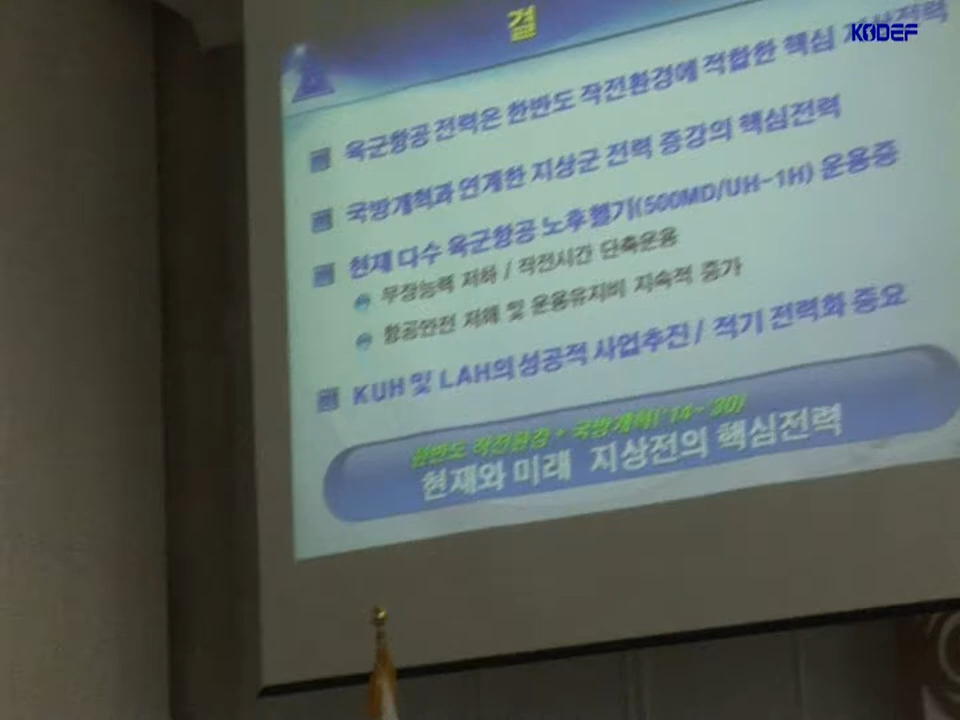 KODEF
결
육군항공 전력은 한반도 작전환경에 적합한 핵심 지상전력
국방개혁과 연계한 지상군 전력 증강의 핵심전력
현재 다수 육군항공 노후헬기(500MD/UH-1H) 운용중
무장능력 저하 / 작전시간 단축운용
항공안전 저해 및 운용유지비 지속적 증가
KUH 및 LAH의 성공적 사업추진 / 적기 전력화 중요
한반도 작전환경 + 국방개혁('14~'30)
현재와 미래 지상전의 핵심전력